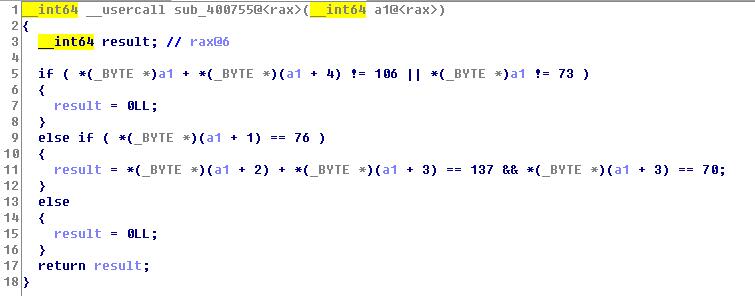 1 __int64 __usercall sub_400755@<rax>(__int64 a1@<rax>)
2 {
3   __int64 result; // rax@6
4
5   if ( *(_BYTE *)a1 + *(_BYTE *)(a1 + 4) != 106 || *(_BYTE *)a1 != 73 )
6   {
7     result = 0LL;
8   }
9   else if ( *(_BYTE *)(a1 + 1) == 76 )
10   {
11     result = *(_BYTE *)(a1 + 2) + *(_BYTE *)(a1 + 3) == 137 && *(_BYTE *)(a1 + 3) == 70;
12   }
13   else
14   {
15     result = 0LL;
16   }
17   return result;
18 }